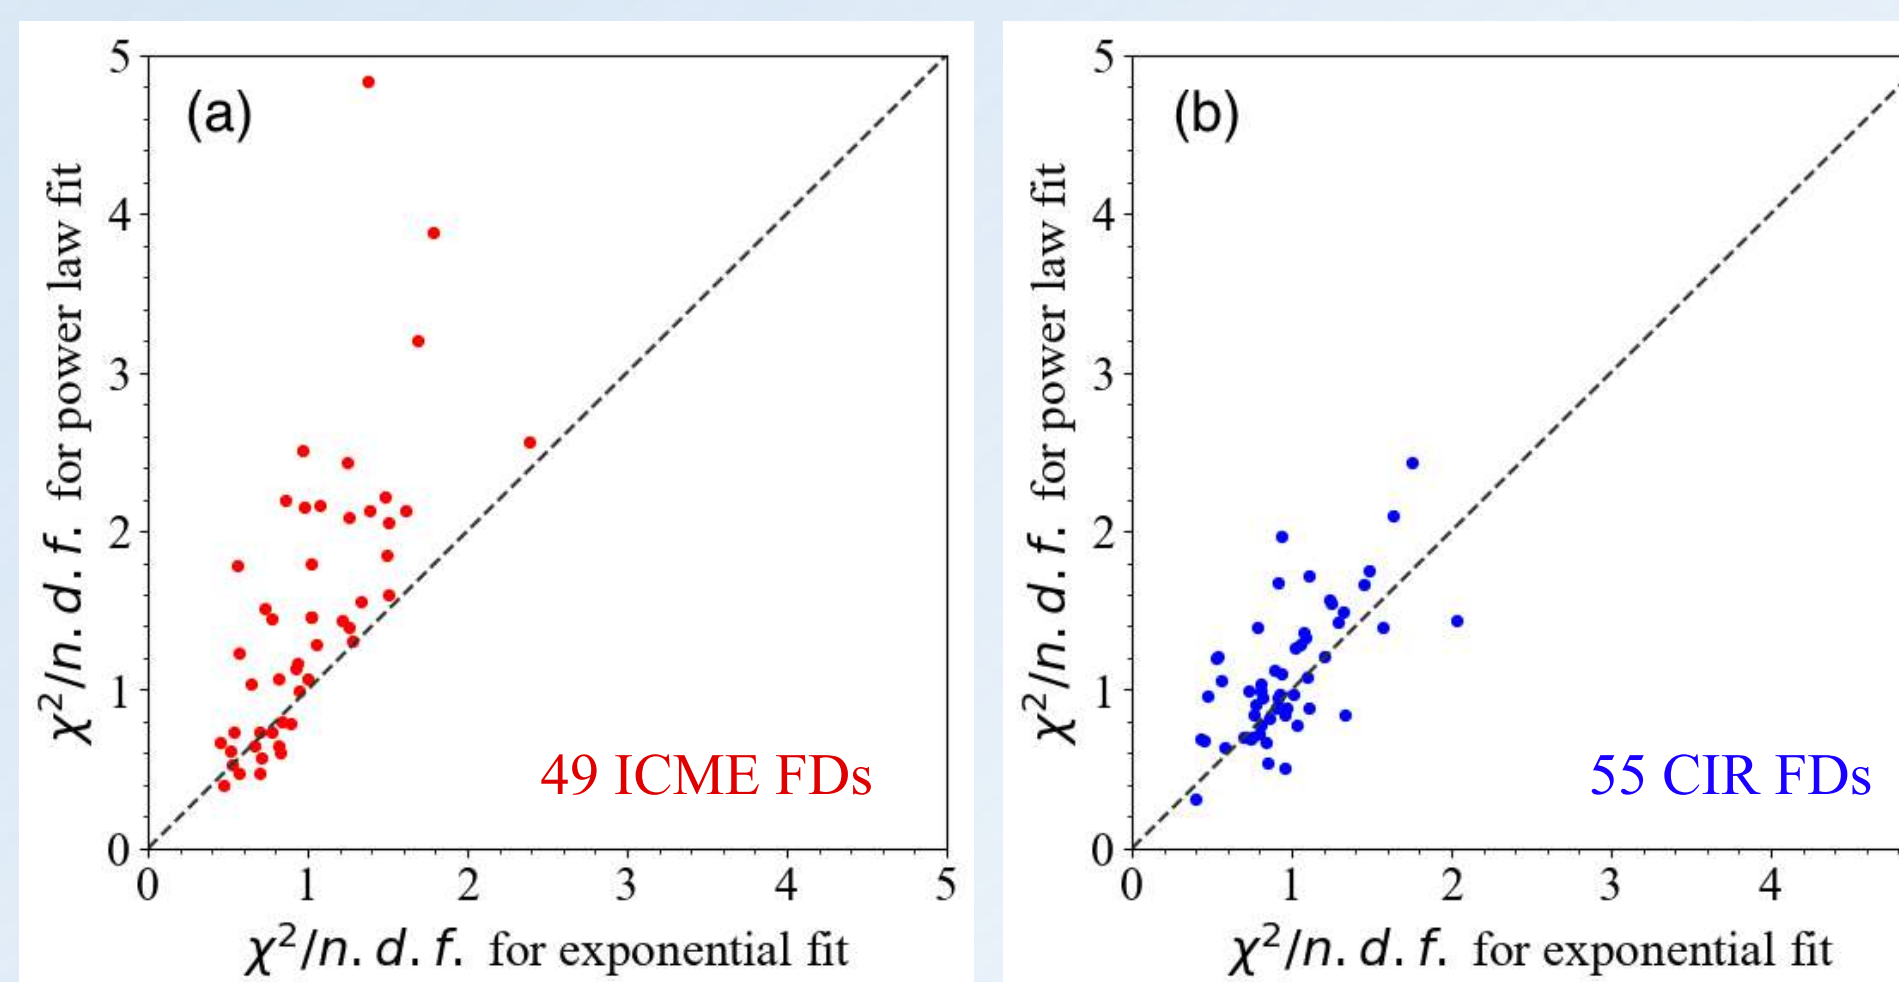 (a)
5
4
3
2
1
0
χ²/n. d. f. for power law fit
49 ICME FDs
0 1 2 3 4 5
χ²/n. d. f. for exponential fit
(b)
5
4
3
2
1
0
χ²/n. d. f. for power law fit
55 CIR FDs
0 1 2 3 4
χ²/n. d. f. for exponential fit